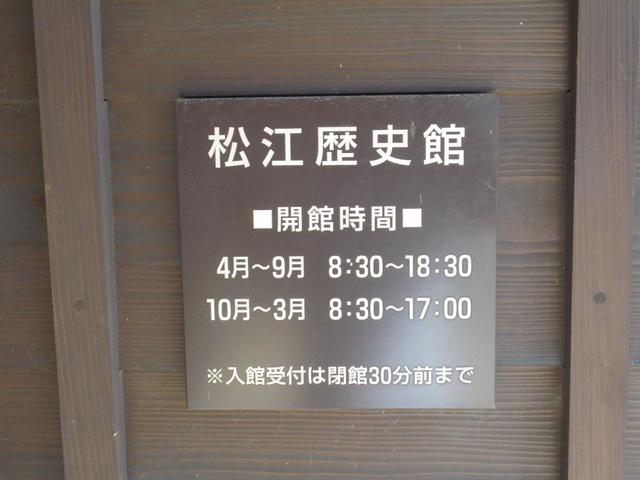 松江歴史館
■開館時間■
4月～9月 8:30～18:30
10月～3月 8:30～17:00
※入館受付は閉館30分前まで